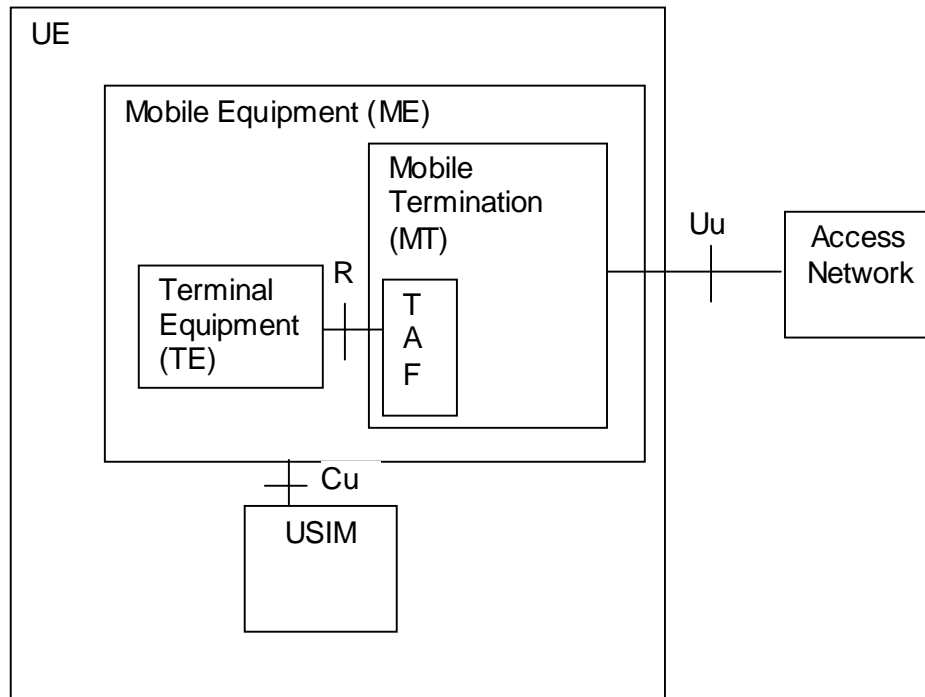 UE
Mobile Equipment (ME)
Mobile
Termination
(MT)
Uu
Access
Network
R
Terminal
Equipment
(TE)
T
A
F
Cu
USIM